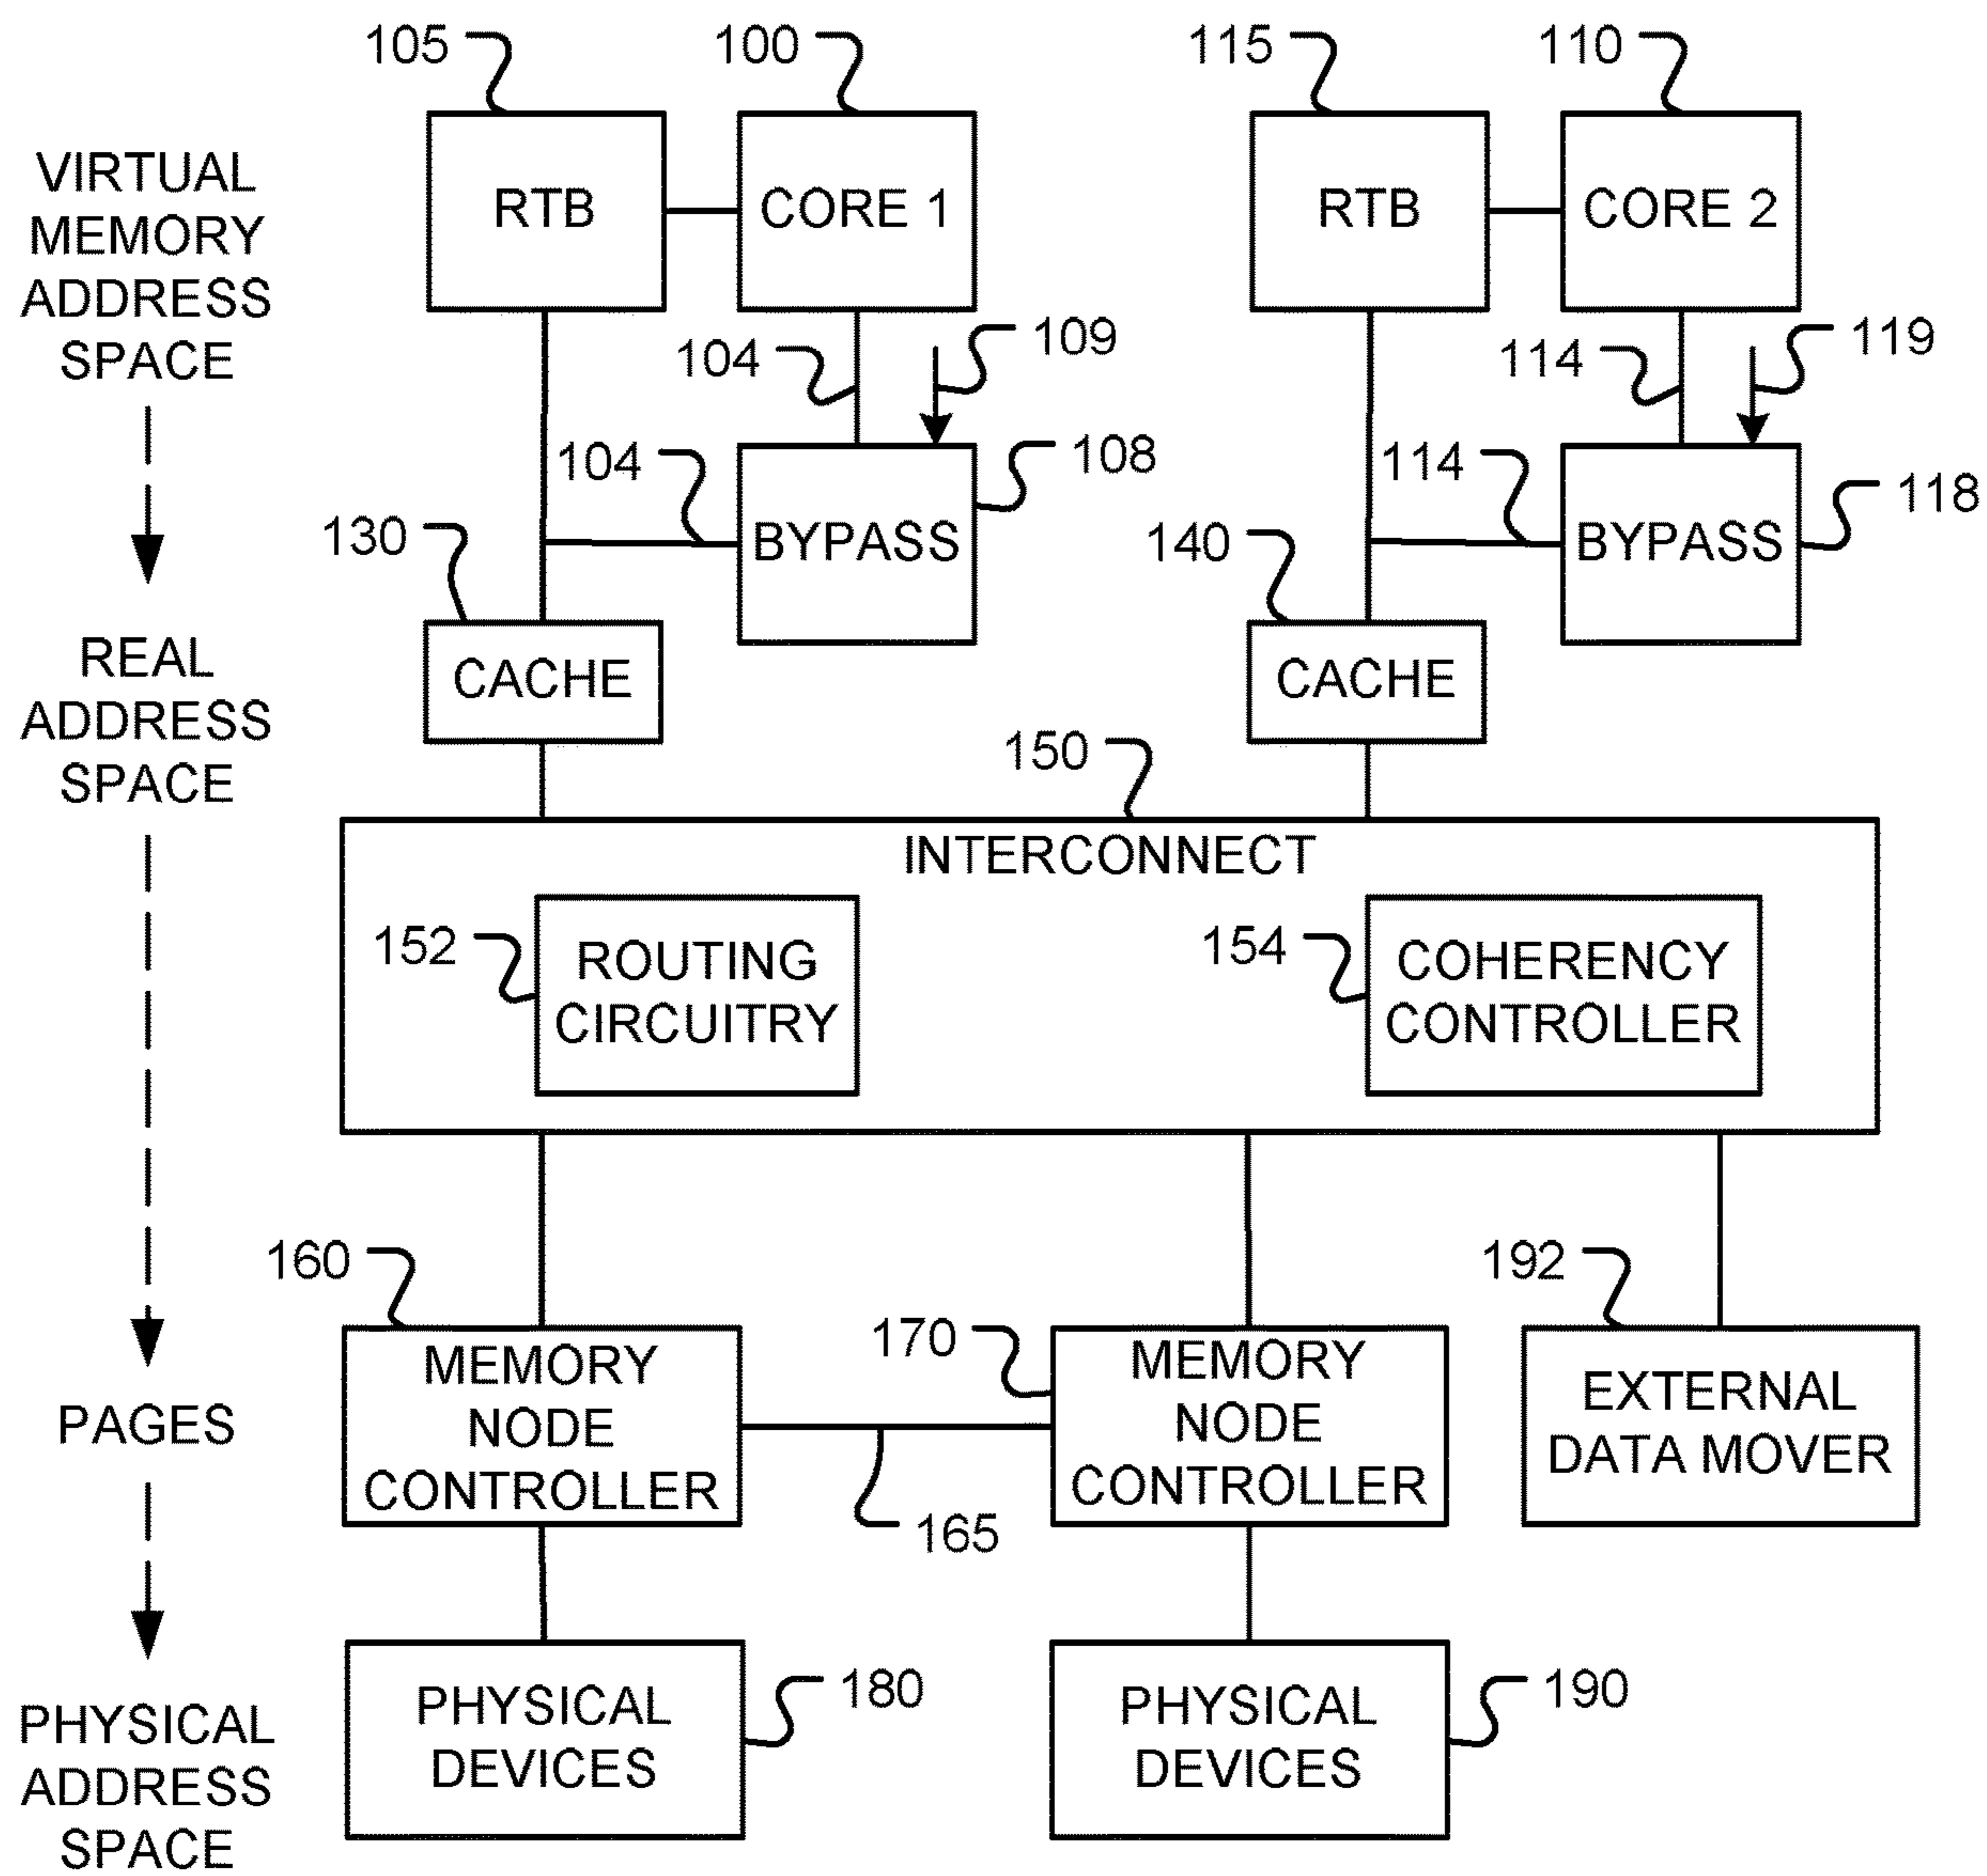 105
100
115
110
VIRTUAL
MEMORY
ADDRESS
SPACE
RTB
CORE 1
RTB
CORE 2
104
109
114
119
104
108
114
118
BYPASS
BYPASS
130
140
REAL
ADDRESS
SPACE
CACHE
CACHE
150
INTERCONNECT
152
ROUTING
CIRCUITRY
154
COHERENCY
CONTROLLER
160
170
192
PAGES
MEMORY
NODE
CONTROLLER
MEMORY
NODE
CONTROLLER
EXTERNAL
DATA MOVER
165
PHYSICAL
ADDRESS
SPACE
PHYSICAL
DEVICES
180
PHYSICAL
DEVICES
190